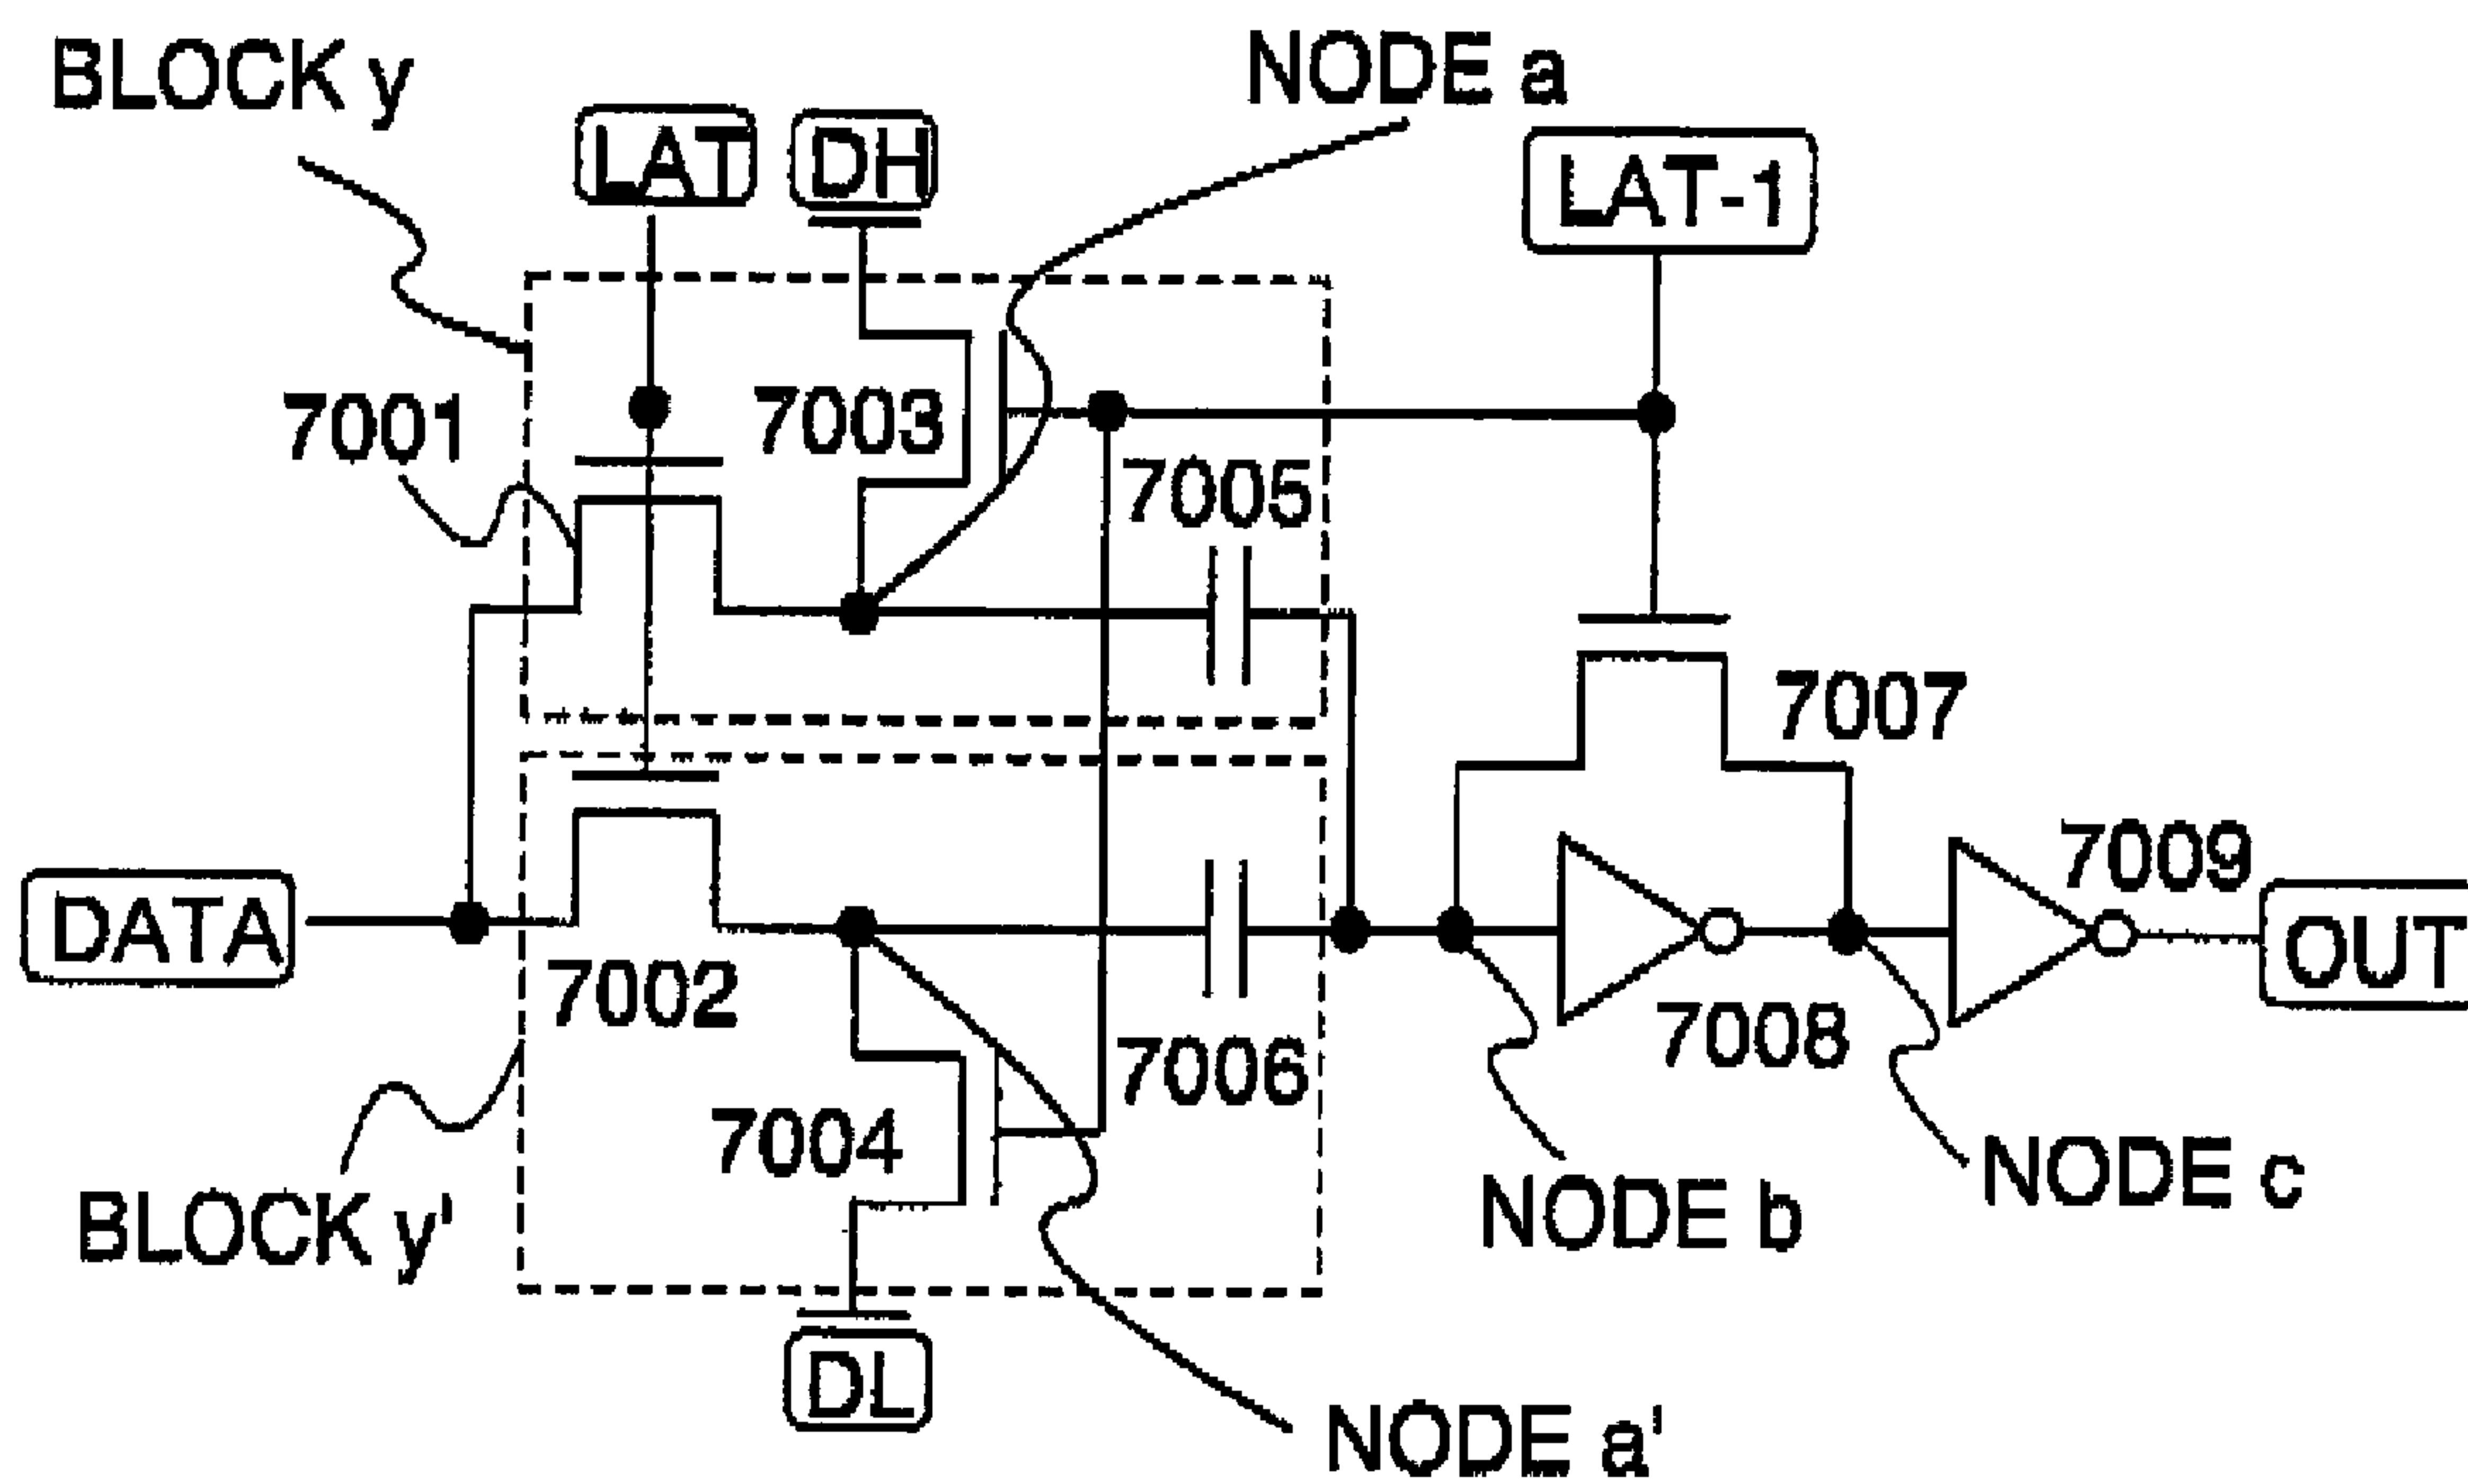 BLOCK y
NODE a
LAT
DH
LAT-1
7001
7003
7005
7007
7009
DATA
OUT
7002
7008
7006
7004
NODE c
BLOCK y'
NODE b
DL
NODE a'